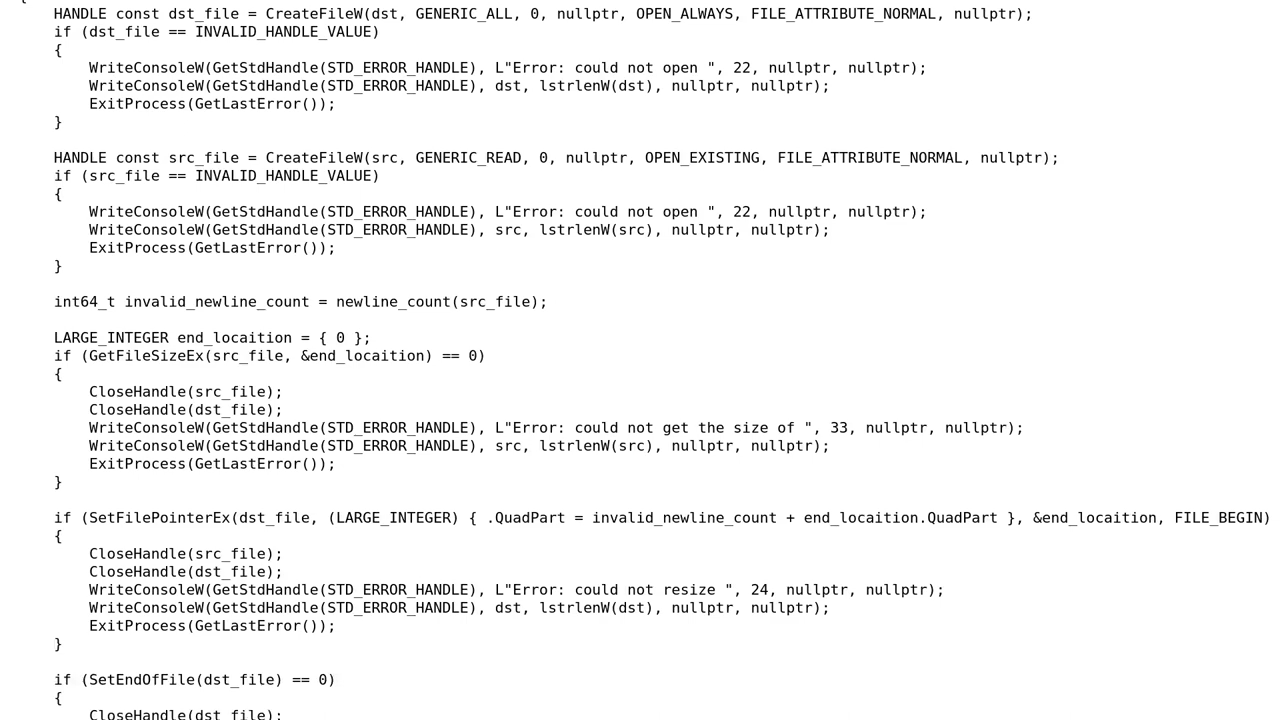 {
    HANDLE const dst_file = CreateFileW(dst, GENERIC_ALL, 0, nullptr, OPEN_ALWAYS, FILE_ATTRIBUTE_NORMAL, nullptr);
    if (dst_file == INVALID_HANDLE_VALUE)
    {
        WriteConsoleW(GetStdHandle(STD_ERROR_HANDLE), L"Error: could not open ", 22, nullptr, nullptr);
        WriteConsoleW(GetStdHandle(STD_ERROR_HANDLE), dst, lstrlenW(dst), nullptr, nullptr);
        ExitProcess(GetLastError());
    }

    HANDLE const src_file = CreateFileW(src, GENERIC_READ, 0, nullptr, OPEN_EXISTING, FILE_ATTRIBUTE_NORMAL, nullptr);
    if (src_file == INVALID_HANDLE_VALUE)
    {
        WriteConsoleW(GetStdHandle(STD_ERROR_HANDLE), L"Error: could not open ", 22, nullptr, nullptr);
        WriteConsoleW(GetStdHandle(STD_ERROR_HANDLE), src, lstrlenW(src), nullptr, nullptr);
        ExitProcess(GetLastError());
    }

    int64_t invalid_newline_count = newline_count(src_file);

    LARGE_INTEGER end_locaition = { 0 };
    if (GetFileSizeEx(src_file, &end_locaition) == 0)
    {
        CloseHandle(src_file);
        CloseHandle(dst_file);
        WriteConsoleW(GetStdHandle(STD_ERROR_HANDLE), L"Error: could not get the size of ", 33, nullptr, nullptr);
        WriteConsoleW(GetStdHandle(STD_ERROR_HANDLE), src, lstrlenW(src), nullptr, nullptr);
        ExitProcess(GetLastError());
    }

    if (SetFilePointerEx(dst_file, (LARGE_INTEGER) { .QuadPart = invalid_newline_count + end_locaition.QuadPart }, &end_locaition, FILE_BEGIN)
    {
        CloseHandle(src_file);
        CloseHandle(dst_file);
        WriteConsoleW(GetStdHandle(STD_ERROR_HANDLE), L"Error: could not resize ", 24, nullptr, nullptr);
        WriteConsoleW(GetStdHandle(STD_ERROR_HANDLE), dst, lstrlenW(dst), nullptr, nullptr);
        ExitProcess(GetLastError());
    }

    if (SetEndOfFile(dst_file) == 0)
    {
        CloseHandle(dst_file);